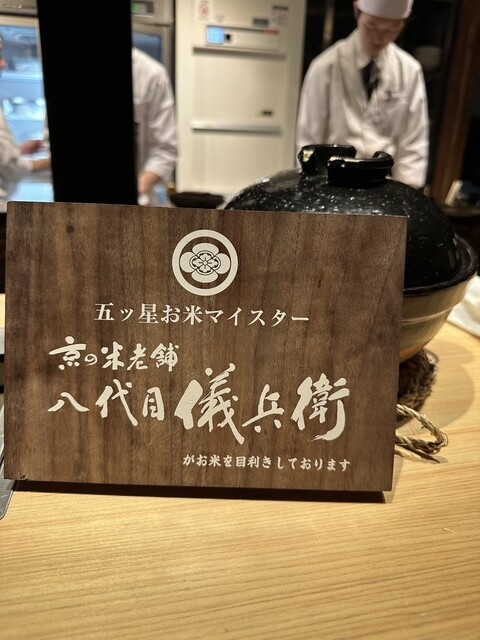 五ッ星お米マイスター
京の米老舗
八代目儀兵衛
がお米を目利きしております